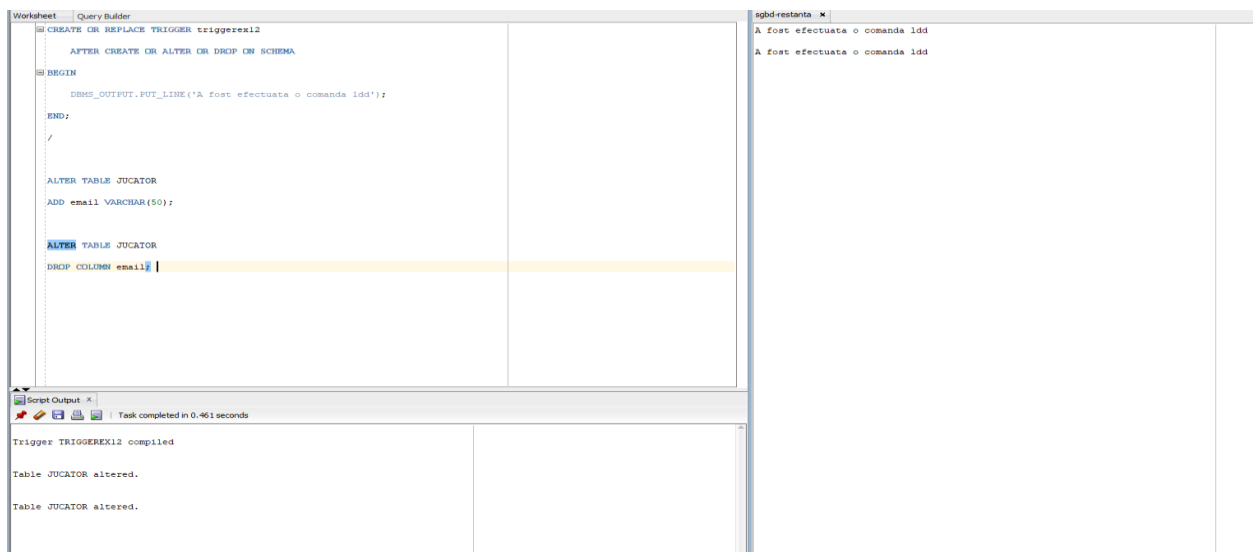 Worksheet Query Builder
CREATE OR REPLACE TRIGGER triggerex12
AFTER CREATE OR ALTER OR DROP ON SCHEMA
BEGIN
DBMS_OUTPUT.PUT_LINE('A fost efectuata o comanda ldd');
END;
/
ALTER TABLE JUCATOR
ADD email VARCHAR(50);
ALTER TABLE JUCATOR
DROP COLUMN email;
Script Output
Task completed in 0.461 seconds
Trigger TRIGGEREX12 compiled
Table JUCATOR altered.
Table JUCATOR altered.
sgbd-restanta
A fost efectuata o comanda ldd
A fost efectuata o comanda ldd